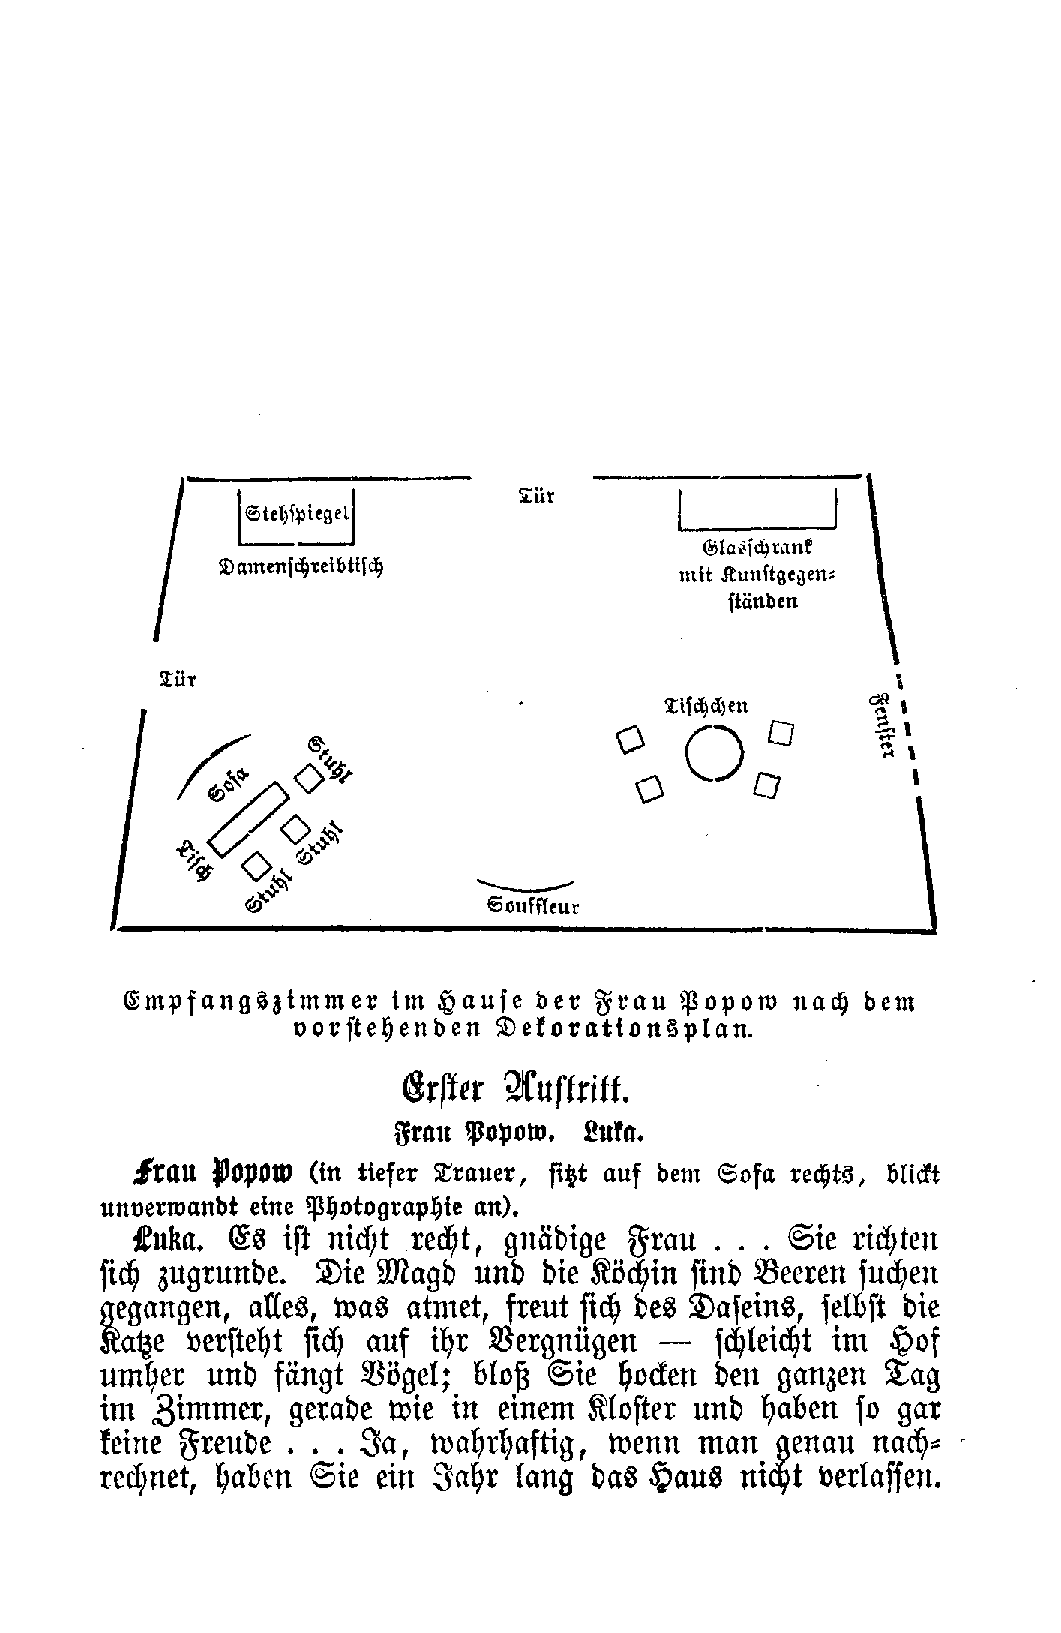 Tür
Stehspiegel
Damenschreibtisch
Glasschrank
mit Kunstgegen-
ständen
Tür
Tischchen
Fenster
Stuhl
Sofa
Tisch
Stuhl
Stuhl
Souffleur
Empfangszimmer im Hause der Frau Popow nach dem
vorstehenden Dekorationsplan.
Erster Auftritt.
Frau Popow. Luka.
Frau Popow (in tiefer Trauer, sitzt auf dem Sofa rechts, blickt
unverwandt eine Photographie an).
Luka. Es ist nicht recht, gnädige Frau . . . Sie richten
sich zugrunde. Die Magd und die Köchin sind Beeren suchen
gegangen, alles, was atmet, freut sich des Daseins, selbst die
Katze versteht sich auf ihr Vergnügen — schleicht im Hof
umher und fängt Vögel; bloß Sie hocken den ganzen Tag
im Zimmer, gerade wie in einem Kloster und haben so gar
keine Freude . . . Ja, wahrhaftig, wenn man genau nach-
rechnet, haben Sie ein Jahr lang das Haus nicht verlassen.